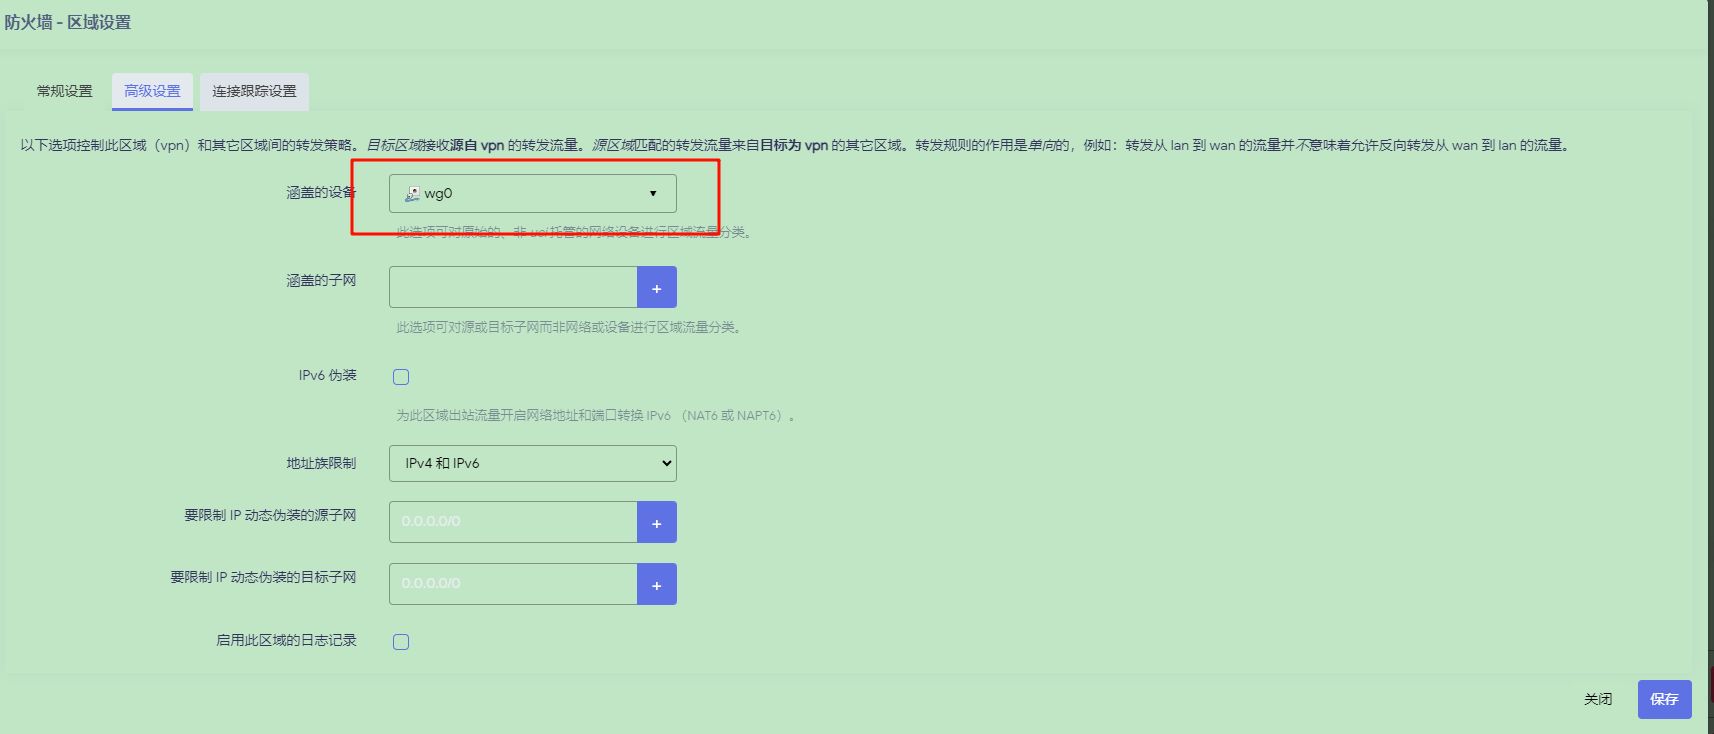 防火墙 - 区域设置
常规设置 高级设置 连接跟踪设置
以下选项控制此区域（vpn）和其它区域间的转发策略。目标区域接收源自 vpn 的转发流量。源区域匹配的转发流量来自目标为 vpn 的其它区域。转发规则的作用是单向的，例如：转发从 lan 到 wan 的流量并不意味着允许反向转发从 wan 到 lan 的流量。
涵盖的设备 wg0
此选项可对原始的、非 uci 托管的网络设备进行区域流量分类。
涵盖的子网 +
此选项可对源或目标子网而非网络或设备进行区域流量分类。
IPv6 伪装
为此区域出站流量开启网络地址和端口转换 IPv6 （NAT6 或 NAPT6）。
地址族限制 IPv4 和 IPv6
要限制 IP 动态伪装的源子网 0.0.0.0/0 +
要限制 IP 动态伪装的目标子网 0.0.0.0/0 +
启用此区域的日志记录
关闭 保存